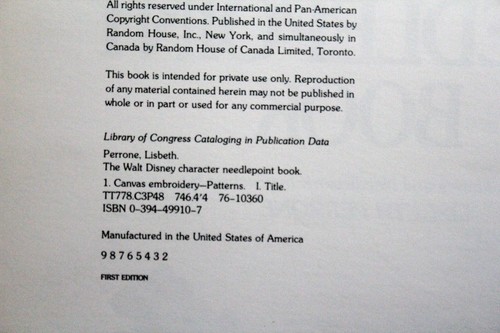 All rights reserved under International and Pan-American
Copyright Conventions. Published in the United States by
Random House, Inc., New York, and simultaneously in
Canada by Random House of Canada Limited, Toronto.
This book is intended for private use only. Reproduction
of any material contained herein may not be published in
whole or in part or used for any commercial purpose.
Library of Congress Cataloging in Publication Data
Perrone, Lisbeth.
The Walt Disney character needlepoint book.
1. Canvas embroidery—Patterns. I. Title.
TT778.C3P48 746.4'4 76-10360
ISBN 0-394-49910-7
Manufactured in the United States of America
9 8 7 6 5 4 3 2
FIRST EDITION